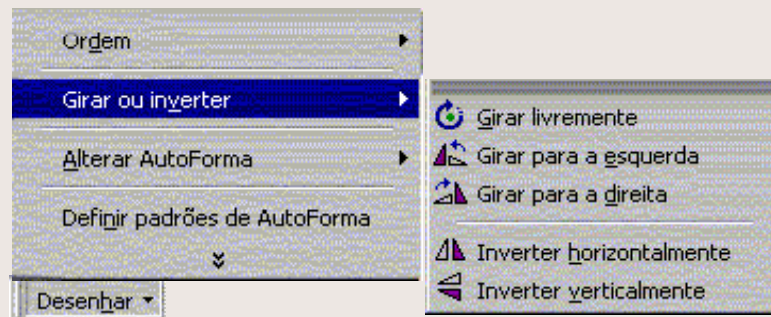 Ordem
Girar ou inverter
Alterar AutoForma
Definir padrões de AutoForma
Desenhar
Girar livremente
Girar para a esquerda
Girar para a direita
Inverter horizontalmente
Inverter verticalmente